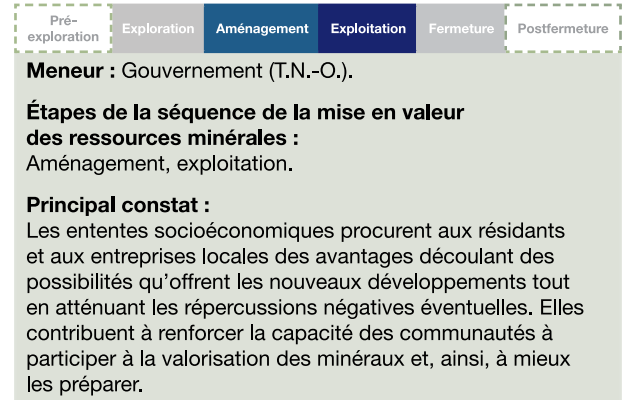 Pré-
exploration
Exploration
Aménagement
Exploitation
Fermeture
Postfermeture
Meneur : Gouvernement (T.N.-O.).
Étapes de la séquence de la mise en valeur
des ressources minérales :
Aménagement, exploitation.
Principal constat :
Les ententes socioéconomiques procurent aux résidants
et aux entreprises locales des avantages découlant des
possibilités qu’offrent les nouveaux développements tout
en atténuant les répercussions négatives éventuelles. Elles
contribuent à renforcer la capacité des communautés à
participer à la valorisation des minéraux et, ainsi, à mieux
les préparer.